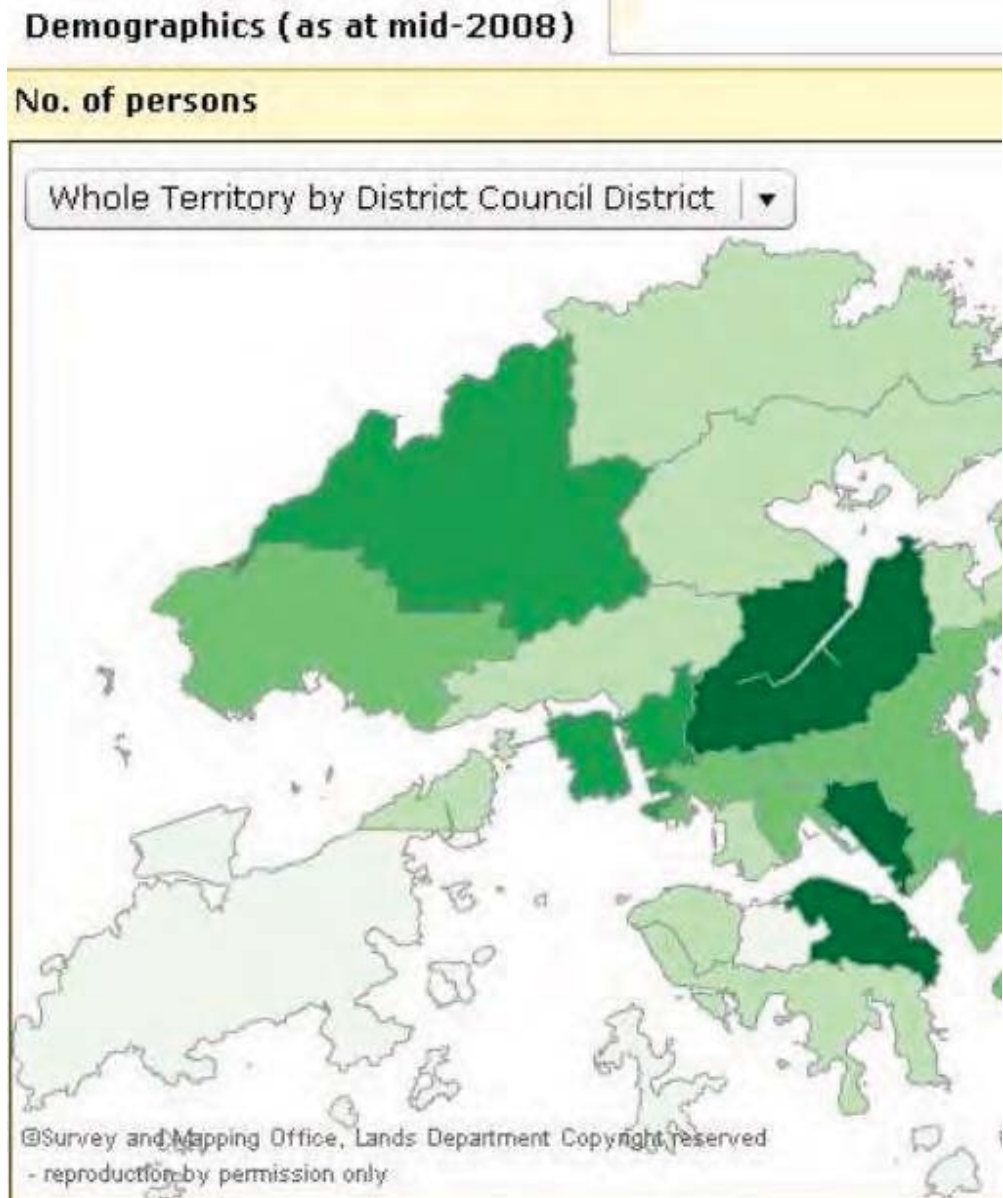 Demographics (as at mid-2008)
No. of persons
Whole Territory by District Council District
©Survey and Mapping Office, Lands Department Copyright reserved
- reproduction by permission only